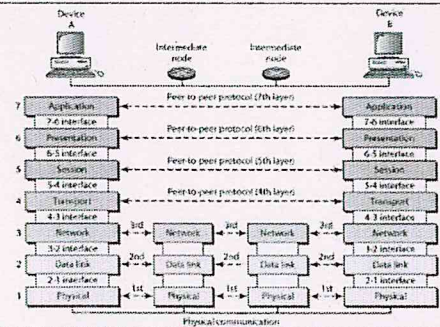 Device
A
Device
B
Intermediate
node
Intermediate
node
7 Application Peer-to-peer protocol (7th layer) Application
7-6 interface 7-6 interface
6 Presentation Peer-to-peer protocol (6th layer) Presentation
6-5 interface 6-5 interface
5 Session Peer-to-peer protocol (5th layer) Session
5-4 interface 5-4 interface
4 Transport Peer-to-peer protocol (4th layer) Transport
4-3 interface 4-3 interface
3 Network 3rd Network 3rd Network 3rd Network
3-2 interface 3-2 interface
2 Data link 2nd Data link 2nd Data link 2nd Data link
2-1 interface 2-1 interface
1 Physical 1st Physical 1st Physical 1st Physical
Physical communication